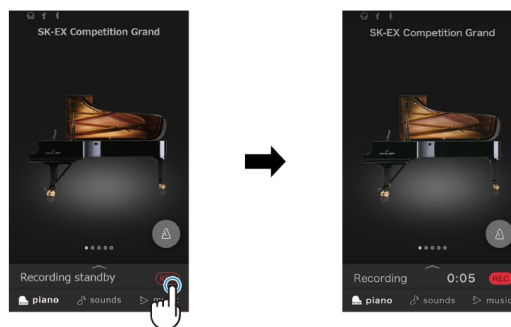 SK-EX Competition Grand
Recording standby
piano sounds
SK-EX Competition Grand
Recording 0:05 REC
piano sounds music